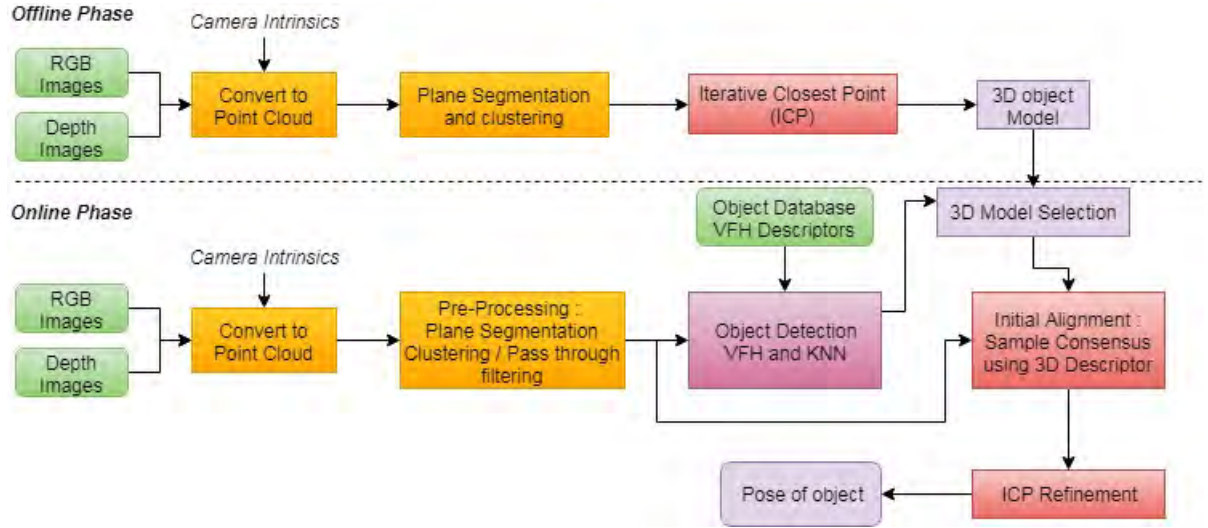 Offline Phase
Camera Intrinsics
RGB
Images
Depth
Images
Convert to
Point Cloud
Plane Segmentation
and clustering
Iterative Closest Point
(ICP)
3D object
Model
Online Phase
Camera Intrinsics
RGB
Images
Depth
Images
Convert to
Point Cloud
Pre-Processing :
Plane Segmentation
Clustering / Pass through
filtering
Object Database
VFH Descriptors
Object Detection
VFH and KNN
3D Model Selection
Initial Alignment :
Sample Consensus
using 3D Descriptor
ICP Refinement
Pose of object